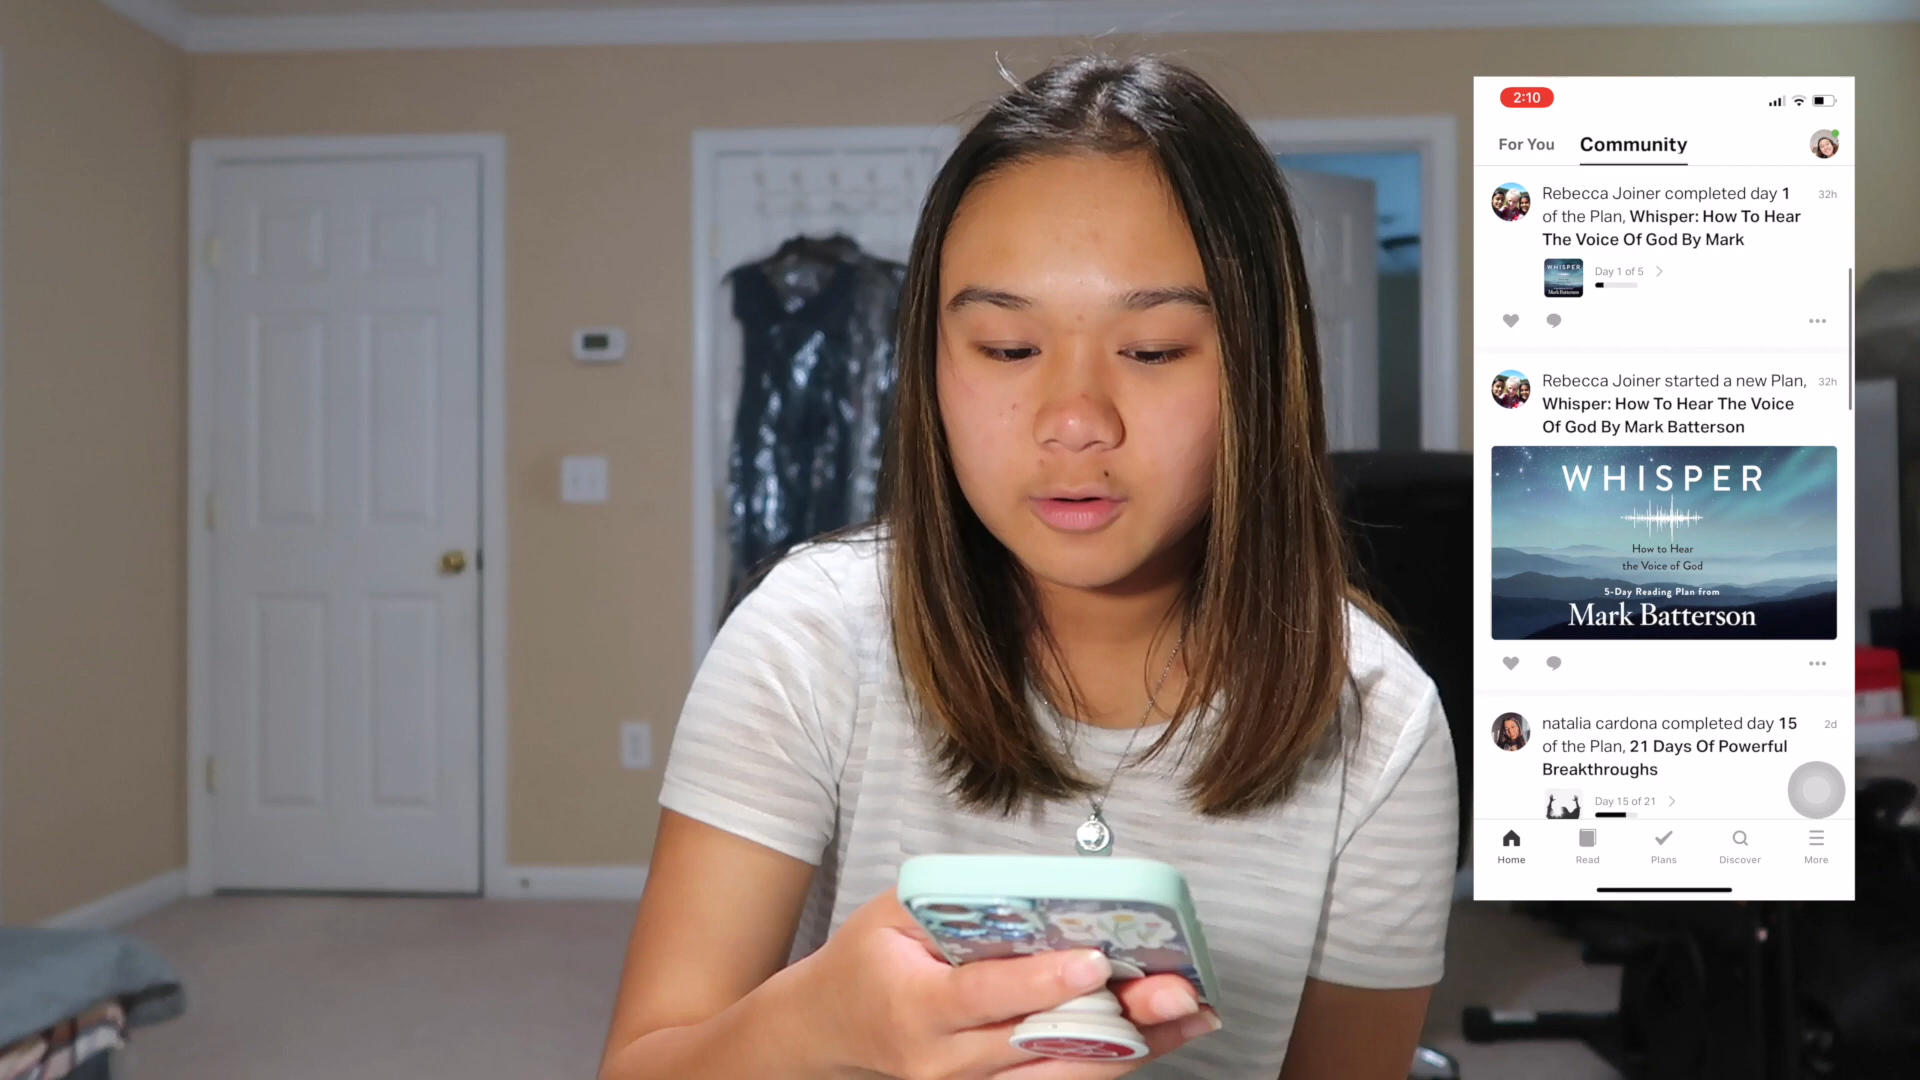 2:10
For You Community
Rebecca Joiner completed day 1 32h
of the Plan, Whisper: How To Hear
The Voice Of God By Mark
WHISPER
Mark Batterson
Day 1 of 5
Rebecca Joiner started a new Plan, 32h
Whisper: How To Hear The Voice
Of God By Mark Batterson
WHISPER
How to Hear
the Voice of God
5-Day Reading Plan from
Mark Batterson
natalia cardona completed day 15 2d
of the Plan, 21 Days Of Powerful
Breakthroughs
Day 15 of 21
Home Read Plans Discover More